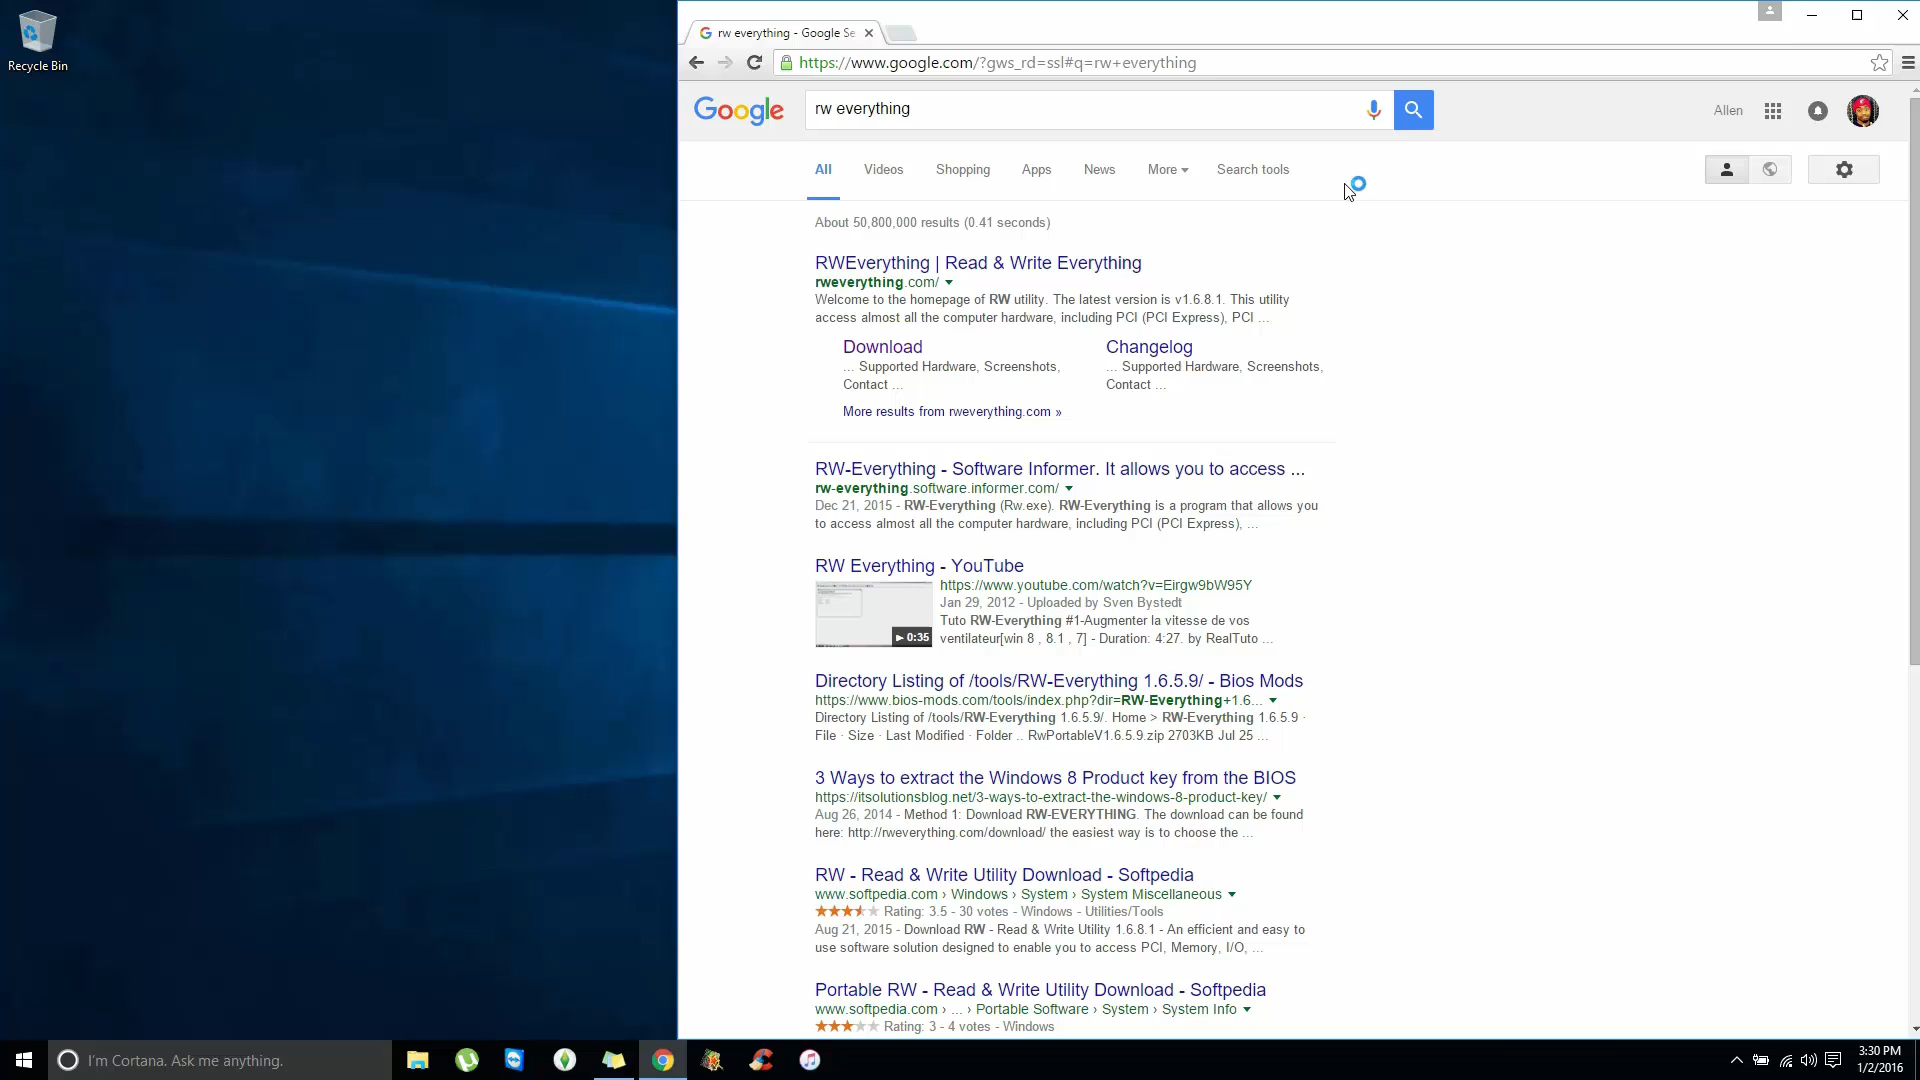 Recycle Bin
rw everything - Google Se
https://www.google.com/?gws_rd=ssl#q=rw+everything
Google
rw everything
Allen
All
Videos
Shopping
Apps
News
More
Search tools
About 50,800,000 results (0.41 seconds)
RWEverything | Read & Write Everything
rweverything.com/
Welcome to the homepage of RW utility. The latest version is v1.6.8.1. This utility
access almost all the computer hardware, including PCI (PCI Express), PCI ...
Download
... Supported Hardware, Screenshots,
Contact ...
Changelog
... Supported Hardware, Screenshots,
Contact ...
More results from rweverything.com »
RW-Everything - Software Informer. It allows you to access ...
rw-everything.software.informer.com/
Dec 21, 2015 - RW-Everything (Rw.exe). RW-Everything is a program that allows you
to access almost all the computer hardware, including PCI (PCI Express), ...
RW Everything - YouTube
0:35
https://www.youtube.com/watch?v=Eirgw9bW95Y
Jan 29, 2012 - Uploaded by Sven Bystedt
Tuto RW-Everything #1-Augmenter la vitesse de vos
ventilateur[win 8 , 8.1 , 7] - Duration: 4:27. by RealTuto ...
Directory Listing of /tools/RW-Everything 1.6.5.9/ - Bios Mods
https://www.bios-mods.com/tools/index.php?dir=RW-Everything+1.6...
Directory Listing of /tools/RW-Everything 1.6.5.9/. Home > RW-Everything 1.6.5.9 ·
File · Size · Last Modified · Folder .. RwPortableV1.6.5.9.zip 2703KB Jul 25 ...
3 Ways to extract the Windows 8 Product key from the BIOS
https://itsolutionsblog.net/3-ways-to-extract-the-windows-8-product-key/
Aug 26, 2014 - Method 1: Download RW-EVERYTHING. The download can be found
here: http://rweverything.com/download/ the easiest way is to choose the ...
RW - Read & Write Utility Download - Softpedia
www.softpedia.com › Windows › System › System Miscellaneous
Rating: 3.5 - 30 votes - Windows - Utilities/Tools
Aug 21, 2015 - Download RW - Read & Write Utility 1.6.8.1 - An efficient and easy to
use software solution designed to enable you to access PCI, Memory, I/O, ...
Portable RW - Read & Write Utility Download - Softpedia
www.softpedia.com › ... › Portable Software › System › System Info
Rating: 3 - 4 votes - Windows
I'm Cortana. Ask me anything.
3:30 PM
1/2/2016